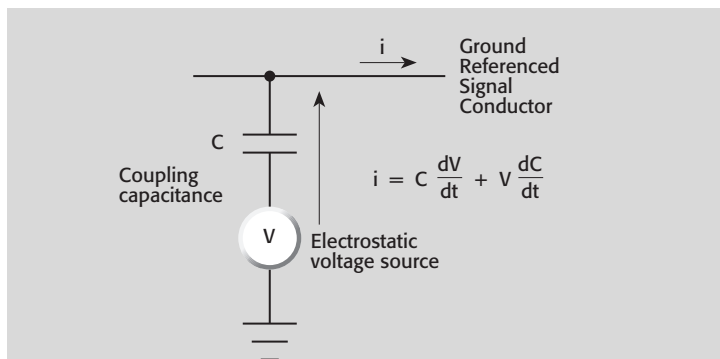 i
Ground
Referenced
Signal
Conductor
C
Coupling
capacitance
i = C dV/dt + V dC/dt
V
Electrostatic
voltage source